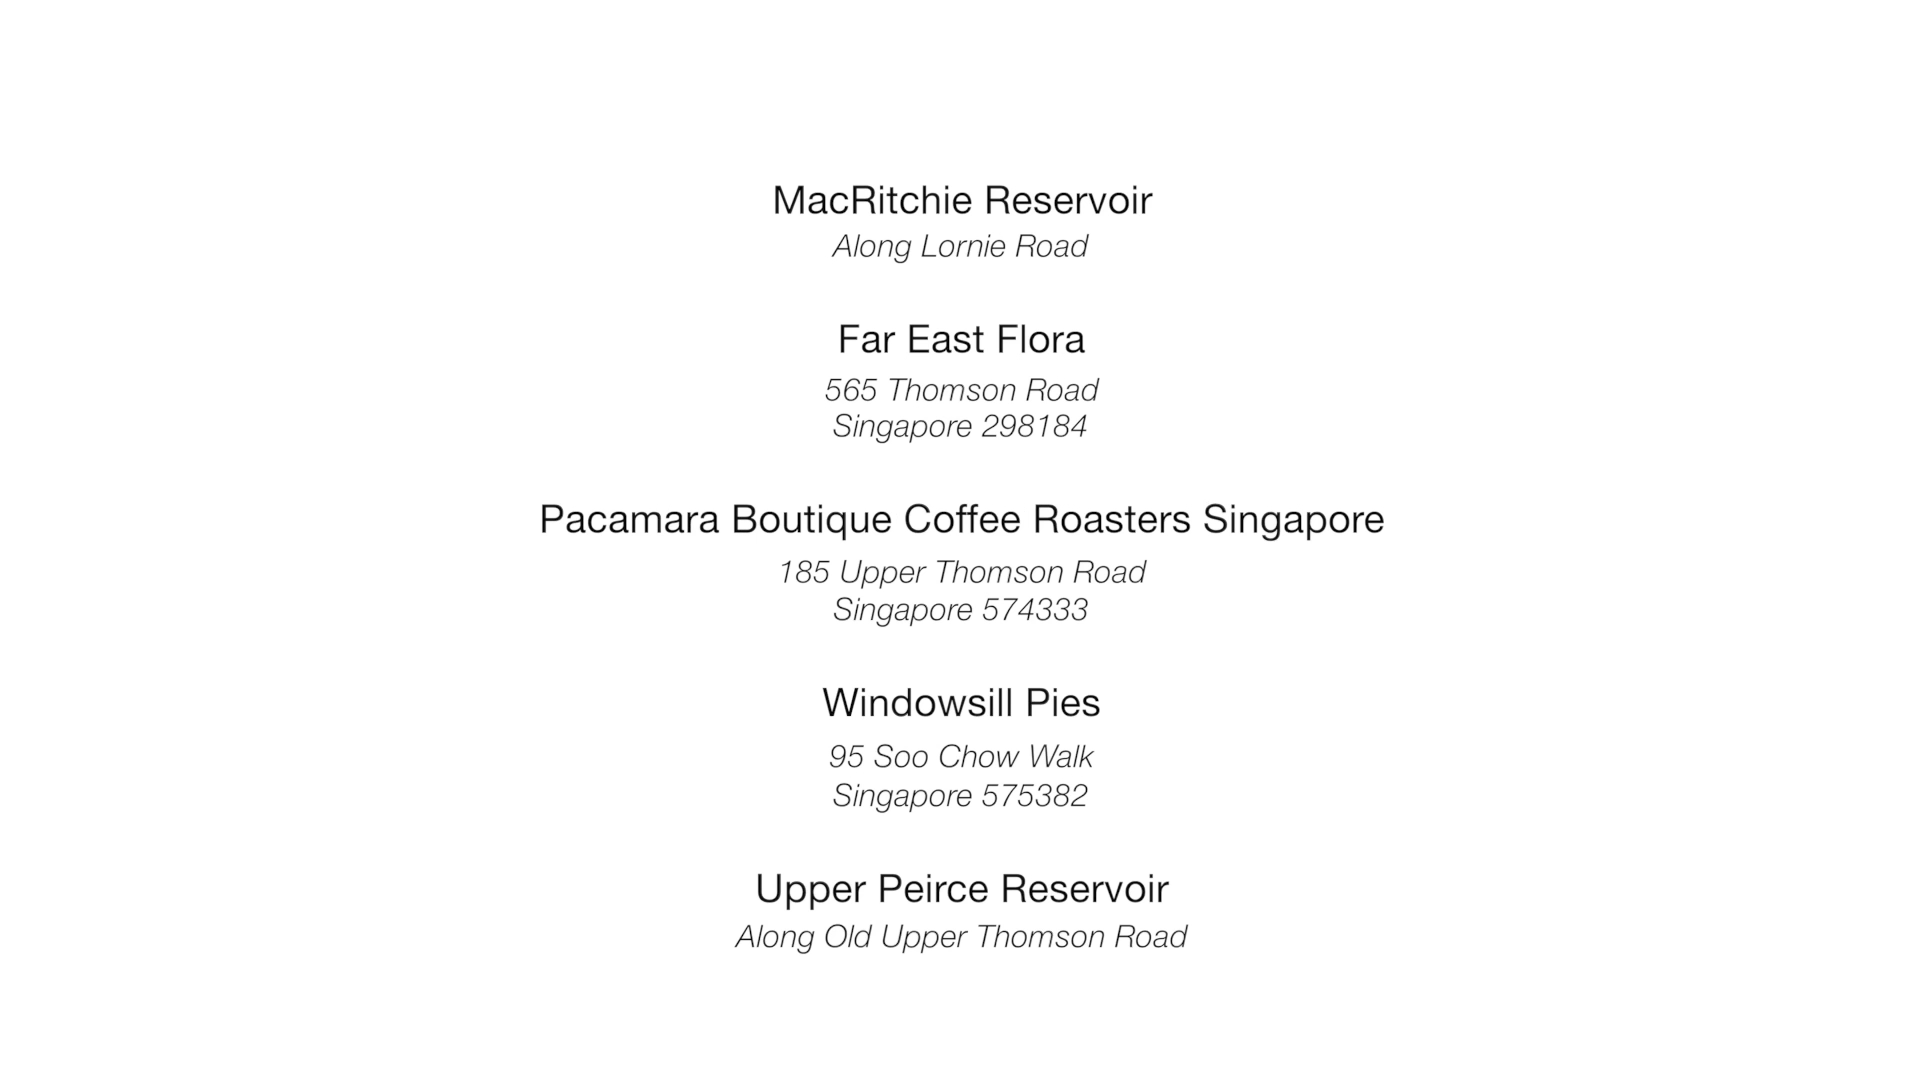 MacRitchie Reservoir
Along Lornie Road
Far East Flora
565 Thomson Road
Singapore 298184
Pacamara Boutique Coffee Roasters Singapore
185 Upper Thomson Road
Singapore 574333
Windowsill Pies
95 Soo Chow Walk
Singapore 575382
Upper Peirce Reservoir
Along Old Upper Thomson Road